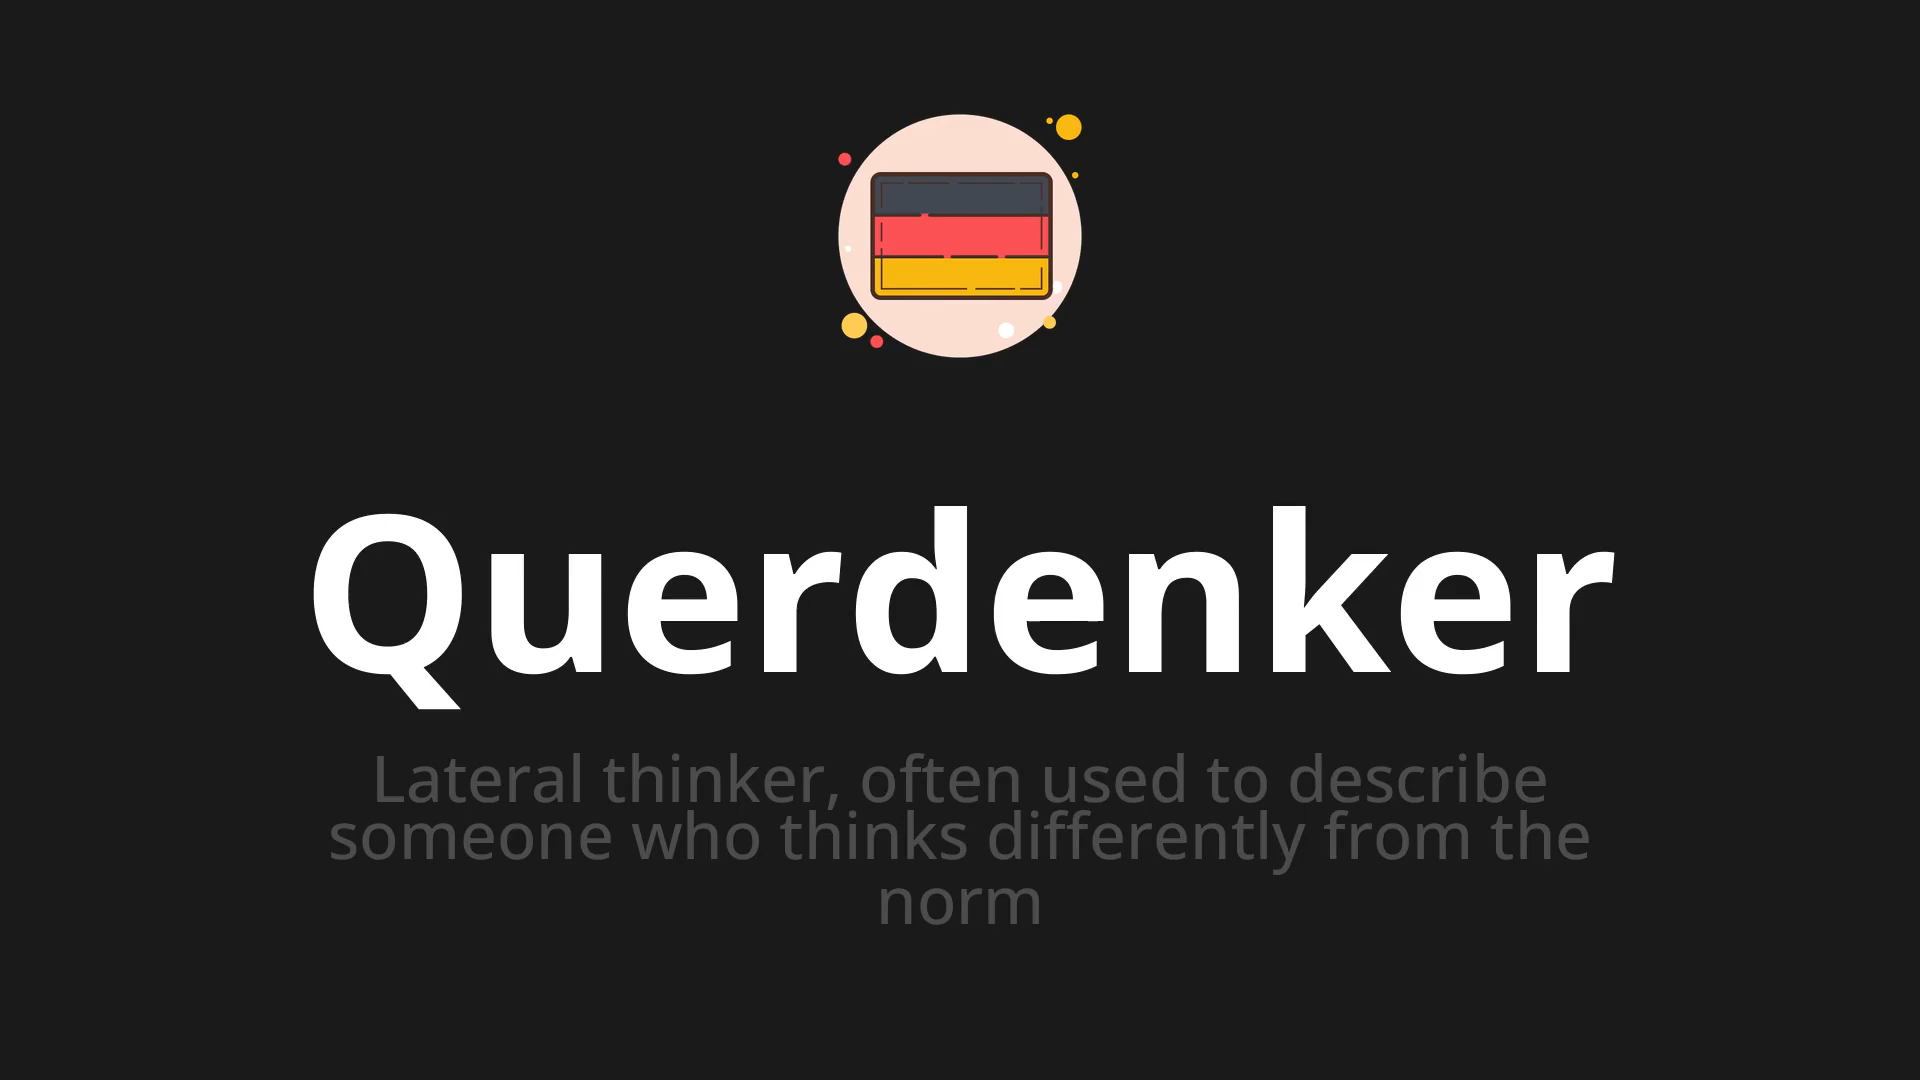 Querdenker
Lateral thinker, often used to describe
someone who thinks differently from the
norm